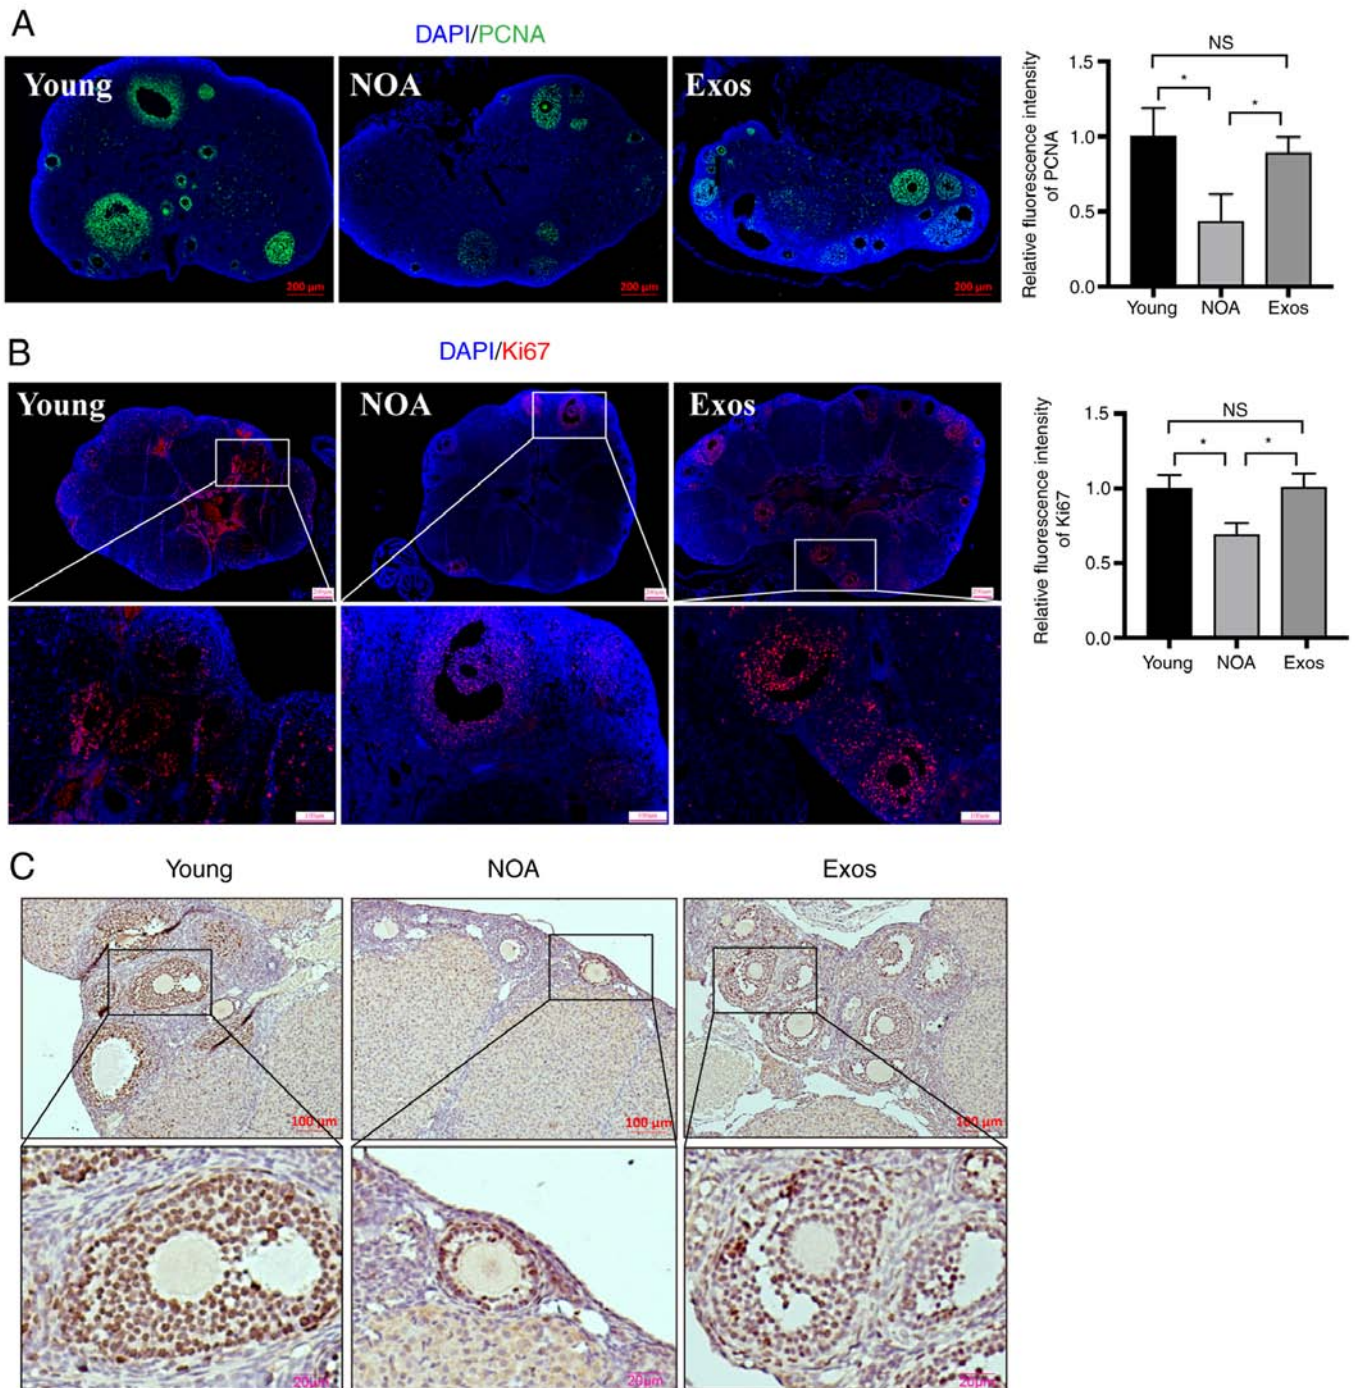 A
DAPI/PCNA
Young
NOA
Exos
200 µm
200 µm
200 µm
Relative fluorescence intensity
of PCNA
1.5
1.0
0.5
0.0
NS
*
*
Young
NOA
Exos
B
DAPI/Ki67
Young
NOA
Exos
Relative fluorescence intensity
of Ki67
1.5
1.0
0.5
0.0
NS
*
*
Young
NOA
Exos
C
Young
NOA
Exos
100 µm
100 µm
100 µm
20µm
20µm
20µm